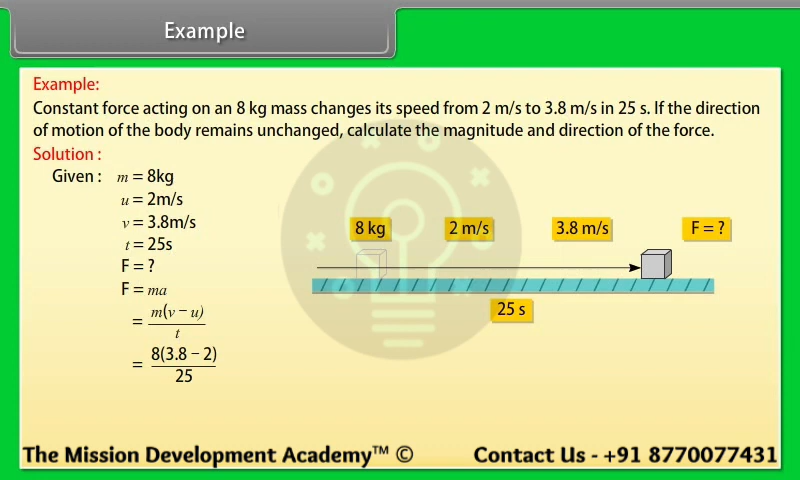 Example
Example:
Constant force acting on an 8 kg mass changes its speed from 2 m/s to 3.8 m/s in 25 s. If the direction
of motion of the body remains unchanged, calculate the magnitude and direction of the force.
Solution :
Given : m = 8kg
u = 2m/s
v = 3.8m/s
t = 25s
F = ?
F = ma
= m(v – u)
t
= 8(3.8 – 2)
25
8 kg
2 m/s
3.8 m/s
F = ?
25 s
The Mission Development Academy™ ©
Contact Us - +91 8770077431